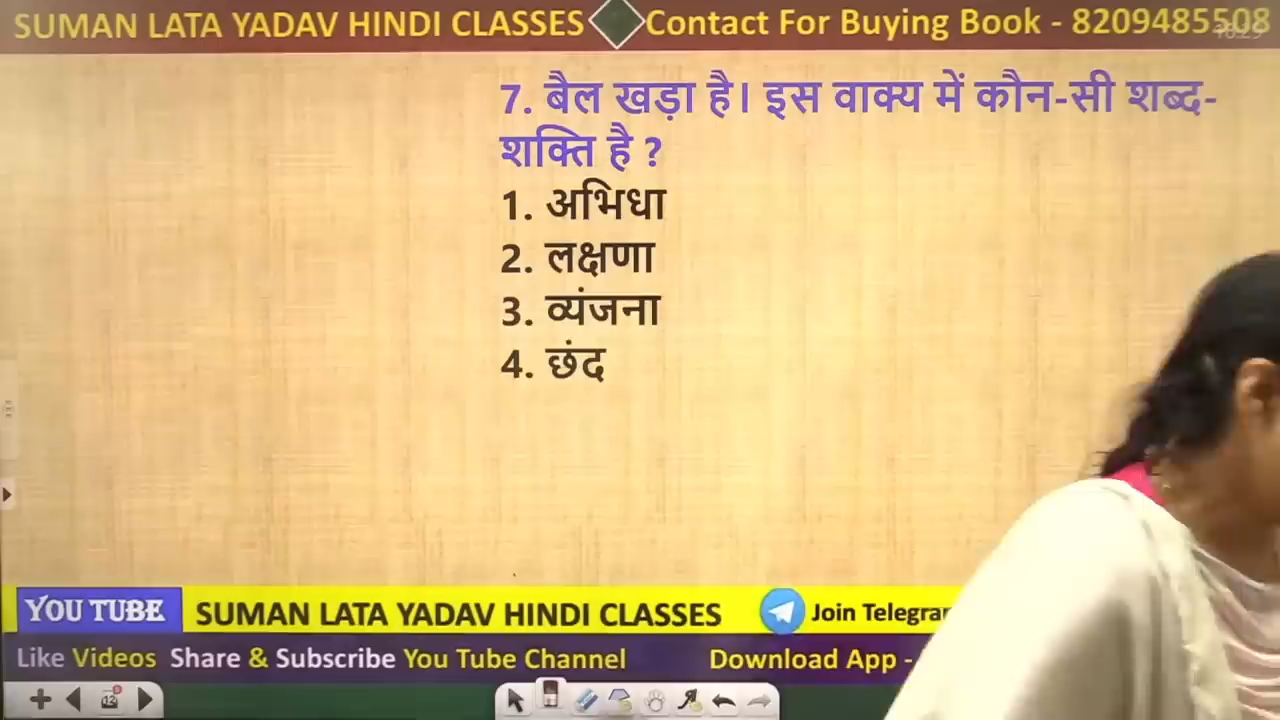 SUMAN LATA YADAV HINDI CLASSES Contact For Buying Book - 8209485508
7. बैल खड़ा है। इस वाक्य में कौन-सी शब्द-
शक्ति है ?
1. अभिधा
2. लक्षणा
3. व्यंजना
4. छंद
YOU TUBE SUMAN LATA YADAV HINDI CLASSES Join
Like Videos Share & Subscribe You Tube Channel Download App -
12